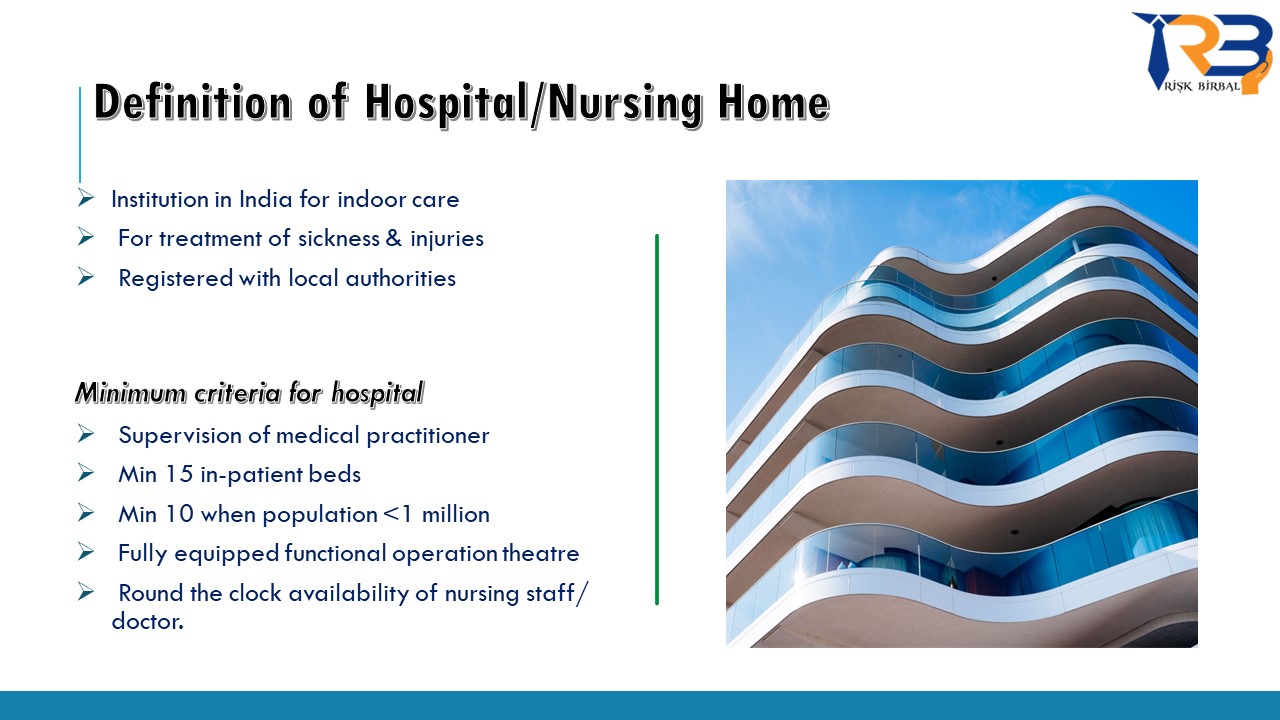 RISK BIRBAL
Definition of Hospital/Nursing Home
➢ Institution in India for indoor care
➢ For treatment of sickness & injuries
➢ Registered with local authorities
Minimum criteria for hospital
➢ Supervision of medical practitioner
➢ Min 15 in-patient beds
➢ Min 10 when population <1 million
➢ Fully equipped functional operation theatre
➢ Round the clock availability of nursing staff/
doctor.